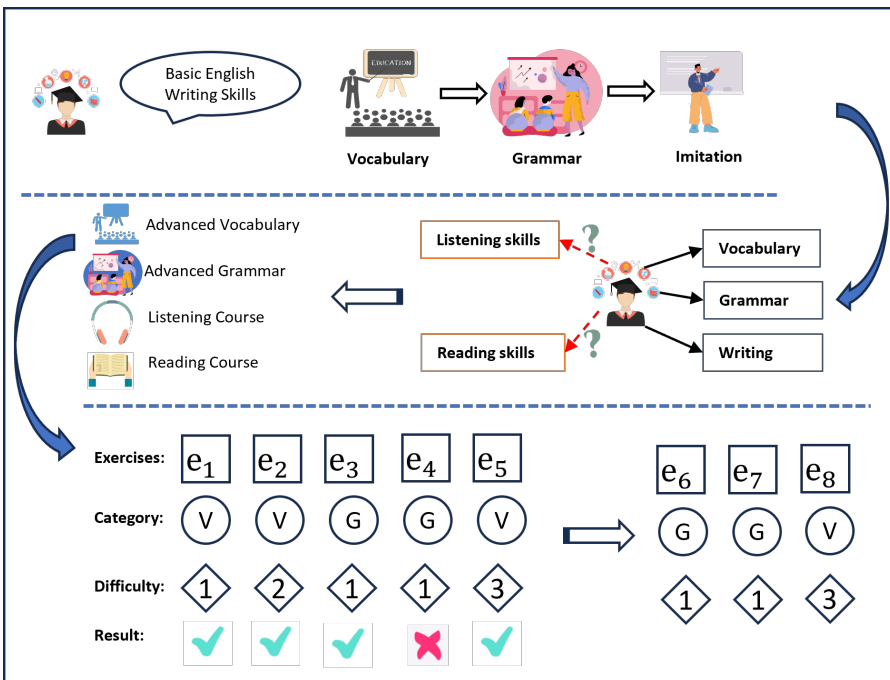 Basic English
Writing Skills
EDUCATION
Vocabulary
Grammar
Imitation
Advanced Vocabulary
Advanced Grammar
Listening Course
Reading Course
Listening skills
?
Reading skills
?
Vocabulary
Grammar
Writing
Exercises: e1 e2 e3 e4 e5 e6 e7 e8
Category: V V G G V G G V
Difficulty: 1 2 1 1 3 1 1 3
Result: